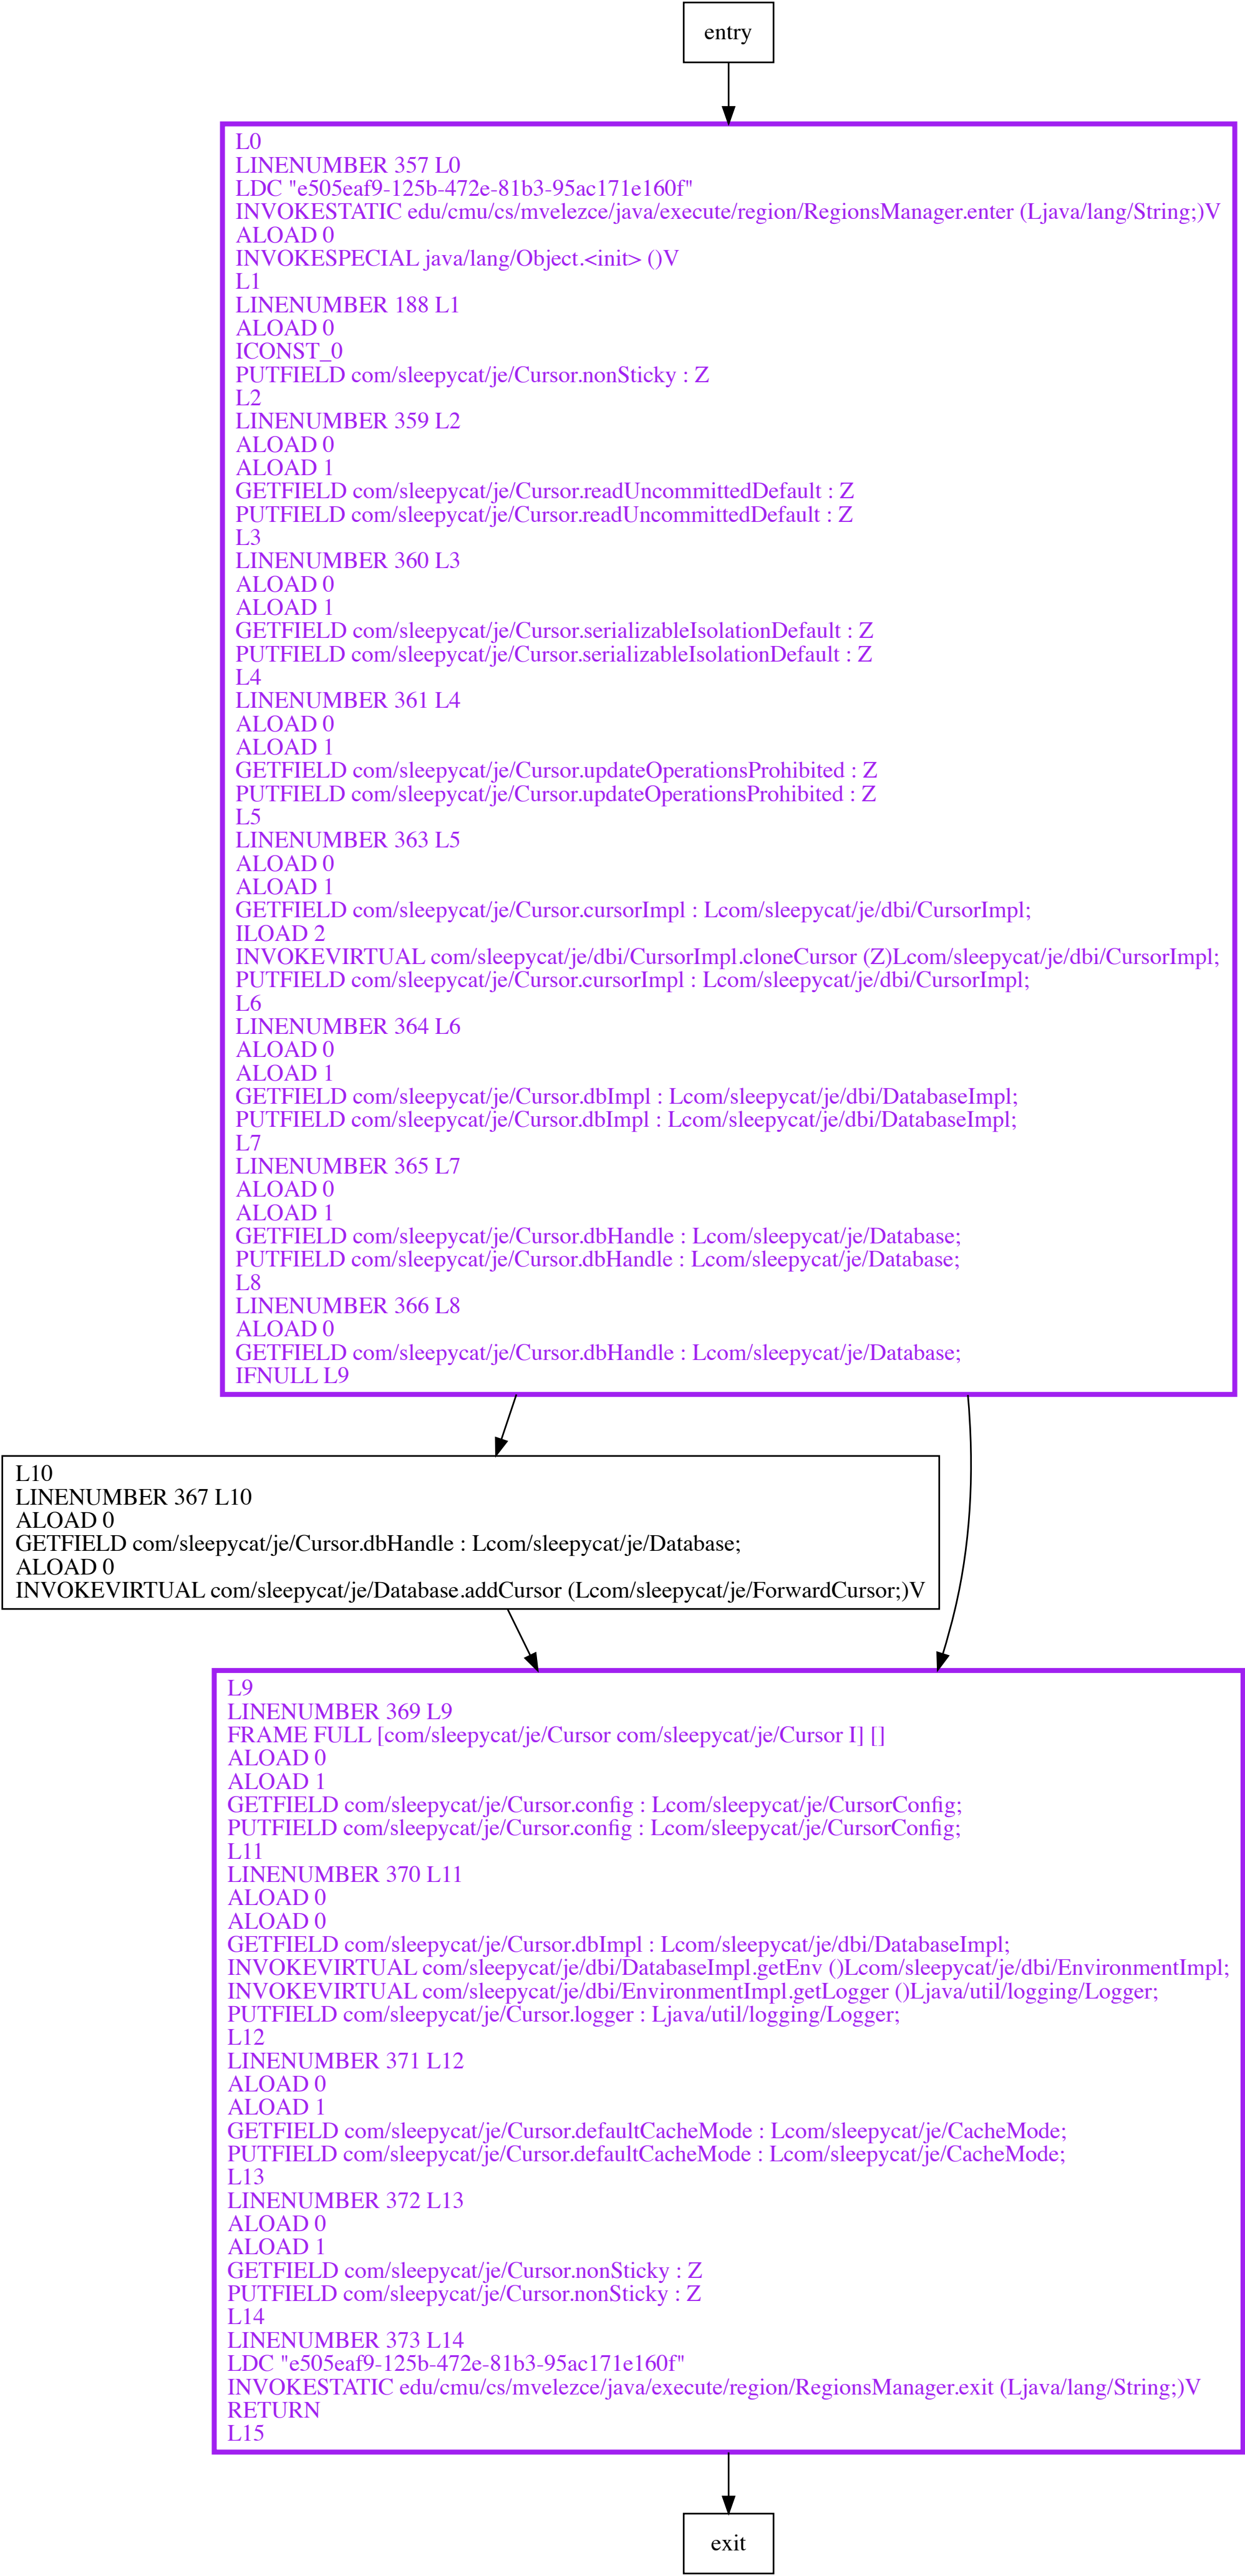 entry
L0
LINENUMBER 357 L0
LDC "e505eaf9-125b-472e-81b3-95ac171e160f"
INVOKESTATIC edu/cmu/cs/mvelezce/java/execute/region/RegionsManager.enter (Ljava/lang/String;)V
ALOAD 0
INVOKESPECIAL java/lang/Object.<init> ()V
L1
LINENUMBER 188 L1
ALOAD 0
ICONST_0
PUTFIELD com/sleepycat/je/Cursor.nonSticky : Z
L2
LINENUMBER 359 L2
ALOAD 0
ALOAD 1
GETFIELD com/sleepycat/je/Cursor.readUncommittedDefault : Z
PUTFIELD com/sleepycat/je/Cursor.readUncommittedDefault : Z
L3
LINENUMBER 360 L3
ALOAD 0
ALOAD 1
GETFIELD com/sleepycat/je/Cursor.serializableIsolationDefault : Z
PUTFIELD com/sleepycat/je/Cursor.serializableIsolationDefault : Z
L4
LINENUMBER 361 L4
ALOAD 0
ALOAD 1
GETFIELD com/sleepycat/je/Cursor.updateOperationsProhibited : Z
PUTFIELD com/sleepycat/je/Cursor.updateOperationsProhibited : Z
L5
LINENUMBER 363 L5
ALOAD 0
ALOAD 1
GETFIELD com/sleepycat/je/Cursor.cursorImpl : Lcom/sleepycat/je/dbi/CursorImpl;
ILOAD 2
INVOKEVIRTUAL com/sleepycat/je/dbi/CursorImpl.cloneCursor (Z)Lcom/sleepycat/je/dbi/CursorImpl;
PUTFIELD com/sleepycat/je/Cursor.cursorImpl : Lcom/sleepycat/je/dbi/CursorImpl;
L6
LINENUMBER 364 L6
ALOAD 0
ALOAD 1
GETFIELD com/sleepycat/je/Cursor.dbImpl : Lcom/sleepycat/je/dbi/DatabaseImpl;
PUTFIELD com/sleepycat/je/Cursor.dbImpl : Lcom/sleepycat/je/dbi/DatabaseImpl;
L7
LINENUMBER 365 L7
ALOAD 0
ALOAD 1
GETFIELD com/sleepycat/je/Cursor.dbHandle : Lcom/sleepycat/je/Database;
PUTFIELD com/sleepycat/je/Cursor.dbHandle : Lcom/sleepycat/je/Database;
L8
LINENUMBER 366 L8
ALOAD 0
GETFIELD com/sleepycat/je/Cursor.dbHandle : Lcom/sleepycat/je/Database;
IFNULL L9
L10
LINENUMBER 367 L10
ALOAD 0
GETFIELD com/sleepycat/je/Cursor.dbHandle : Lcom/sleepycat/je/Database;
ALOAD 0
INVOKEVIRTUAL com/sleepycat/je/Database.addCursor (Lcom/sleepycat/je/ForwardCursor;)V
L9
LINENUMBER 369 L9
FRAME FULL [com/sleepycat/je/Cursor com/sleepycat/je/Cursor I] []
ALOAD 0
ALOAD 1
GETFIELD com/sleepycat/je/Cursor.config : Lcom/sleepycat/je/CursorConfig;
PUTFIELD com/sleepycat/je/Cursor.config : Lcom/sleepycat/je/CursorConfig;
L11
LINENUMBER 370 L11
ALOAD 0
ALOAD 0
GETFIELD com/sleepycat/je/Cursor.dbImpl : Lcom/sleepycat/je/dbi/DatabaseImpl;
INVOKEVIRTUAL com/sleepycat/je/dbi/DatabaseImpl.getEnv ()Lcom/sleepycat/je/dbi/EnvironmentImpl;
INVOKEVIRTUAL com/sleepycat/je/dbi/EnvironmentImpl.getLogger ()Ljava/util/logging/Logger;
PUTFIELD com/sleepycat/je/Cursor.logger : Ljava/util/logging/Logger;
L12
LINENUMBER 371 L12
ALOAD 0
ALOAD 1
GETFIELD com/sleepycat/je/Cursor.defaultCacheMode : Lcom/sleepycat/je/CacheMode;
PUTFIELD com/sleepycat/je/Cursor.defaultCacheMode : Lcom/sleepycat/je/CacheMode;
L13
LINENUMBER 372 L13
ALOAD 0
ALOAD 1
GETFIELD com/sleepycat/je/Cursor.nonSticky : Z
PUTFIELD com/sleepycat/je/Cursor.nonSticky : Z
L14
LINENUMBER 373 L14
LDC "e505eaf9-125b-472e-81b3-95ac171e160f"
INVOKESTATIC edu/cmu/cs/mvelezce/java/execute/region/RegionsManager.exit (Ljava/lang/String;)V
RETURN
L15
exit